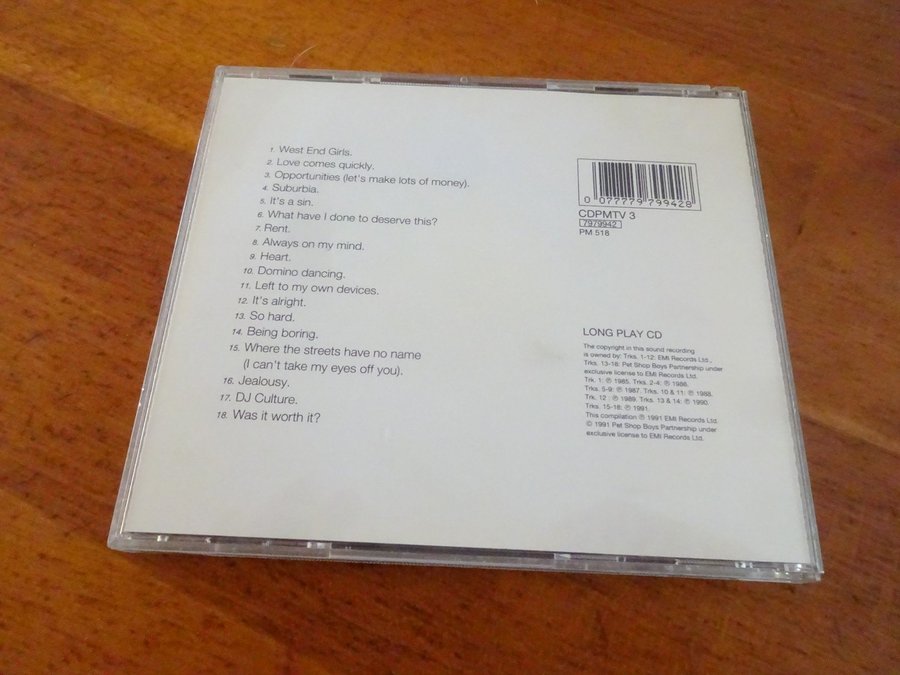 1. West End Girls.
2. Love comes quickly.
3. Opportunities (let's make lots of money).
4. Suburbia.
5. It's a sin.
6. What have I done to deserve this?
7. Rent.
8. Always on my mind.
9. Heart.
10. Domino dancing.
11. Left to my own devices.
12. It's alright.
13. So hard.
14. Being boring.
15. Where the streets have no name
(I can't take my eyes off you).
16. Jealousy.
17. DJ Culture.
18. Was it worth it?
0 077779 799428
CDPMTV 3
7979942
PM 518
LONG PLAY CD
The copyright in this sound recording
is owned by: Trks. 1-12: EMI Records Ltd.,
Trks. 13-18: Pet Shop Boys Partnership under
exclusive license to EMI Records Ltd.
Trk. 1: ℗ 1985. Trks. 2-4: ℗ 1986.
Trks. 5-9: ℗ 1987. Trks. 10 & 11: ℗ 1988.
Trk. 12 : ℗ 1989. Trks. 13 & 14: ℗ 1990.
Trks. 15-18: ℗ 1991.
This compilation ℗ 1991 EMI Records Ltd.
© 1991 Pet Shop Boys Partnership under
exclusive license to EMI Records Ltd.